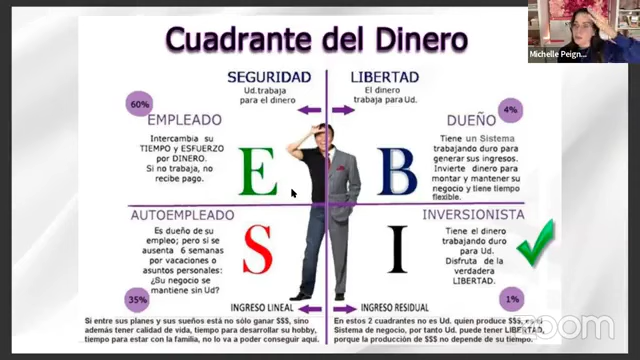 Cuadrante del Dinero
Michelle Peign...
SEGURIDAD
Ud. trabaja
para el dinero
LIBERTAD
El dinero
trabaja para Ud.
60%
EMPLEADO
Intercambia su
TIEMPO y ESFUERZO
por DINERO.
Si no trabaja, no
recibe pago.
E
B
4%
DUEÑO
Tiene un Sistema
trabajando duro para
generar sus ingresos.
Invierte dinero para
montar y mantener su
negocio y tiene tiempo
flexible.
AUTOEMPLEADO
Es dueño de su
empleo; pero si se
ausenta 6 semanas
por vacaciones o
asuntos personales:
¿Su negocio se
mantiene sin Ud?
35%
S
I
INVERSIONISTA
Tiene el dinero
trabajando duro
para Ud.
Disfruta de la
verdadera
LIBERTAD.
1%
INGRESO LINEAL
INGRESO RESIDUAL
Si entre sus planes y sus sueños está no sólo ganar $$$, sino
además tener calidad de vida, tiempo para desarrollar su hobby,
tiempo para estar con la familia, no lo va a poder conseguir aquí.
En estos 2 cuadrantes no es Ud. quien produce $$$, es el
Sistema de negocio, por tanto Ud. puede tener LIBERTAD,
porque la producción de $$$ no depende de su tiempo.
zoom